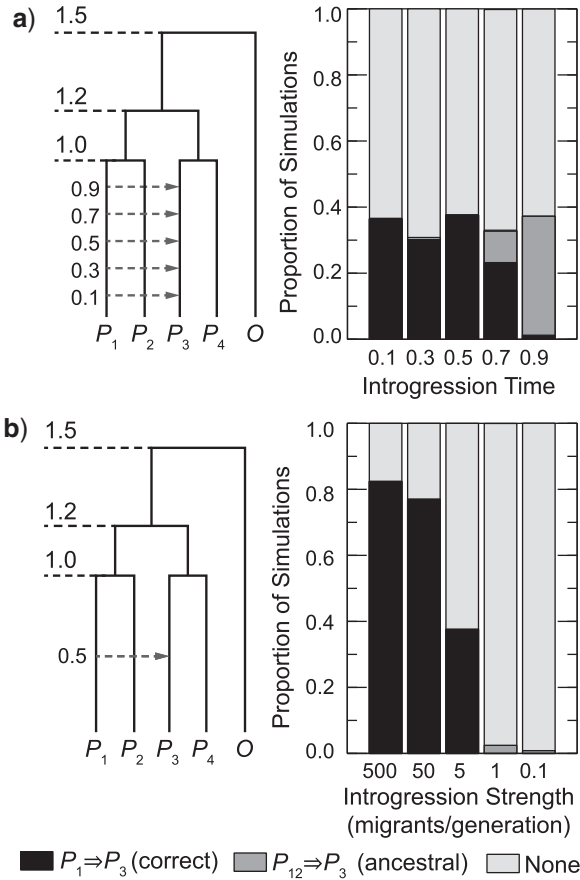 a)
1.5
1.2
1.0
0.9
0.7
0.5
0.3
0.1
P1 P2 P3 P4 O
Proportion of Simulations
1.0
0.8
0.6
0.4
0.2
0.0
0.1 0.3 0.5 0.7 0.9
Introgression Time
b)
1.5
1.2
1.0
0.5
P1 P2 P3 P4 O
Proportion of Simulations
1.0
0.8
0.6
0.4
0.2
0.0
500 50 5 1 0.1
Introgression Strength
(migrants/generation)
P1⇒P3 (correct) P12⇒P3 (ancestral) None